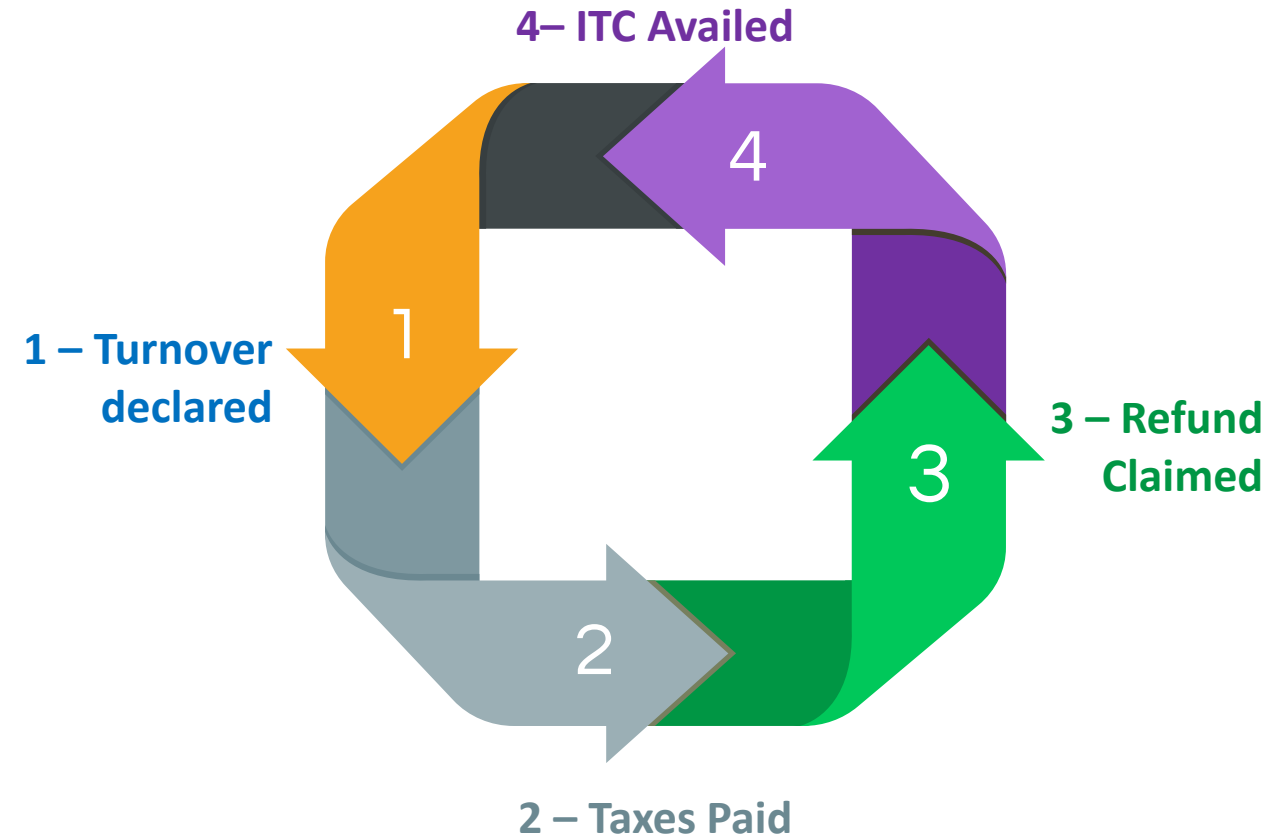 4– ITC Availed
4
1
1 – Turnover
declared
3 – Refund
Claimed
3
2
2 – Taxes Paid